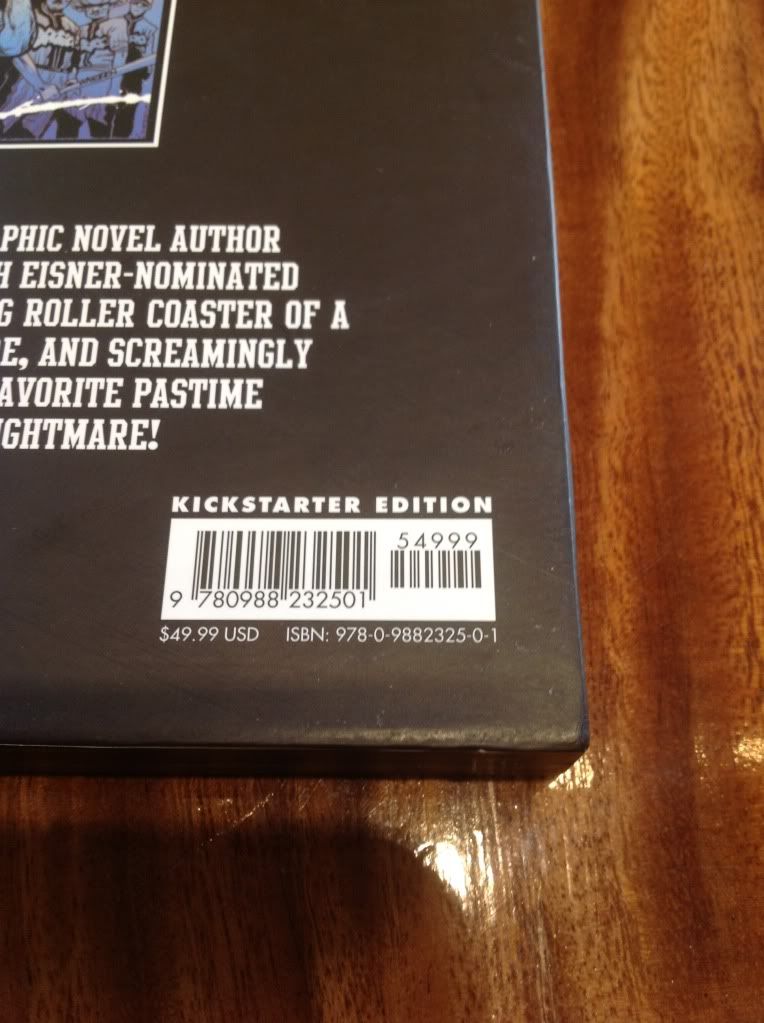 PHIC NOVEL AUTHOR
H EISNER-NOMINATED
G ROLLER COASTER OF A
E, AND SCREAMINGLY
AVORITE PASTIME
IGHTMARE!
KICKSTARTER EDITION
54999
9 780988 232501
$49.99 USD ISBN: 978-0-9882325-0-1